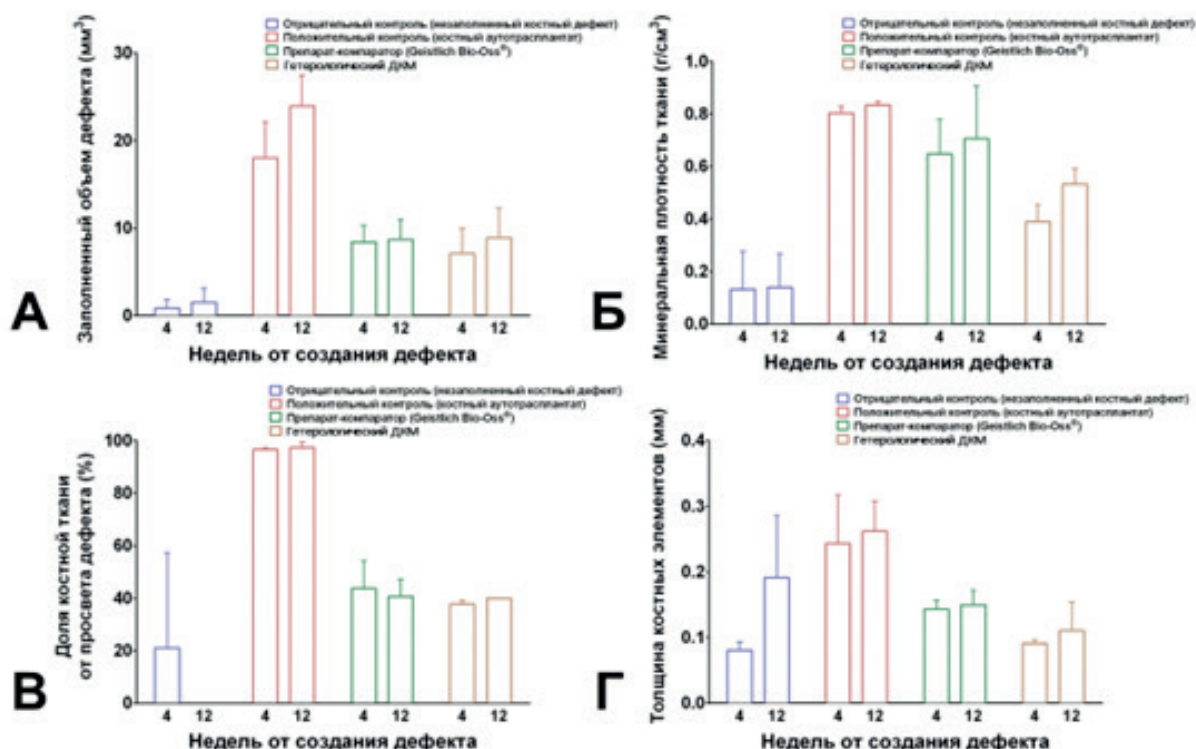 Отрицательный контроль (незаполненный костный дефект)
Положительный контроль (костный аутотрасплантат)
Препарат-компаратор (Geistlich Bio-Oss®)
Гетерологический ДКМ
Заполненный объем дефекта (мм³)
30
20
10
0
4 12 4 12 4 12 4 12
Недель от создания дефекта
А
Отрицательный контроль (незаполненный костный дефект)
Положительный контроль (костный аутотрасплантат)
Препарат-компаратор (Geistlich Bio-Oss®)
Гетерологический ДКМ
Минеральная плотность ткани (г/см³)
1.0
0.8
0.6
0.4
0.2
0.0
4 12 4 12 4 12 4 12
Недель от создания дефекта
Б
Отрицательный контроль (незаполненный костный дефект)
Положительный контроль (костный аутотрасплантат)
Препарат-компаратор (Geistlich Bio-Oss®)
Гетерологический ДКМ
Доля костной ткани
от просвета дефекта (%)
100
80
60
40
20
0
4 12 4 12 4 12 4 12
Недель от создания дефекта
В
Отрицательный контроль (незаполненный костный дефект)
Положительный контроль (костный аутотрасплантат)
Препарат-компаратор (Geistlich Bio-Oss®)
Гетерологический ДКМ
Толщина костных элементов (мм)
0.4
0.3
0.2
0.1
0.0
4 12 4 12 4 12 4 12
Недель от создания дефекта
Г